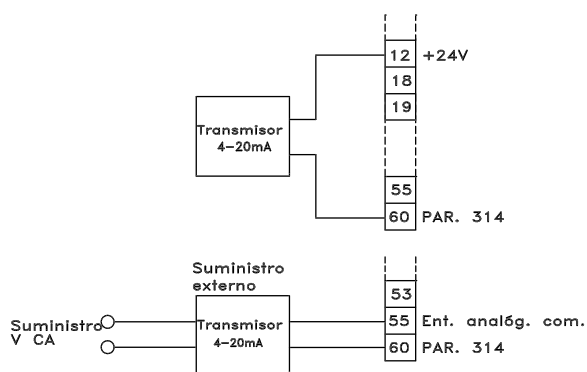 12 +24V
18
19
Transmisor
4-20mA
55
60 PAR. 314
Suministro
externo
53
Suministro
V CA
Transmisor
4-20mA
55 Ent. analóg. com.
60 PAR. 314